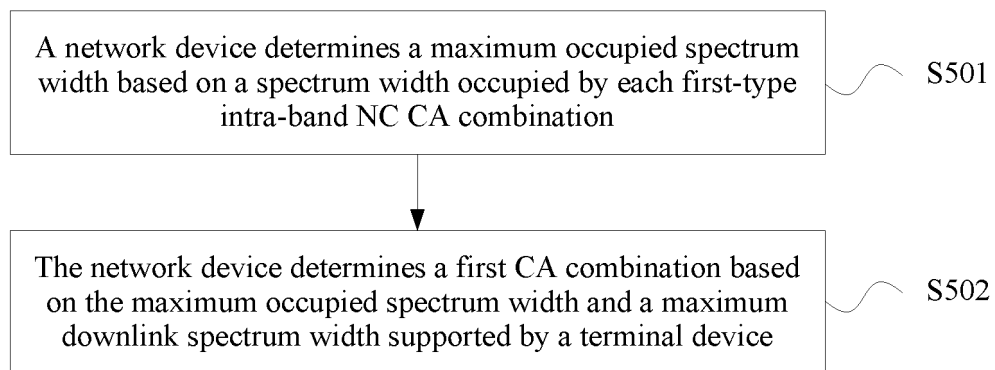 A network device determines a maximum occupied spectrum
width based on a spectrum width occupied by each first-type
intra-band NC CA combination
S501
The network device determines a first CA combination based
on the maximum occupied spectrum width and a maximum
downlink spectrum width supported by a terminal device
S502